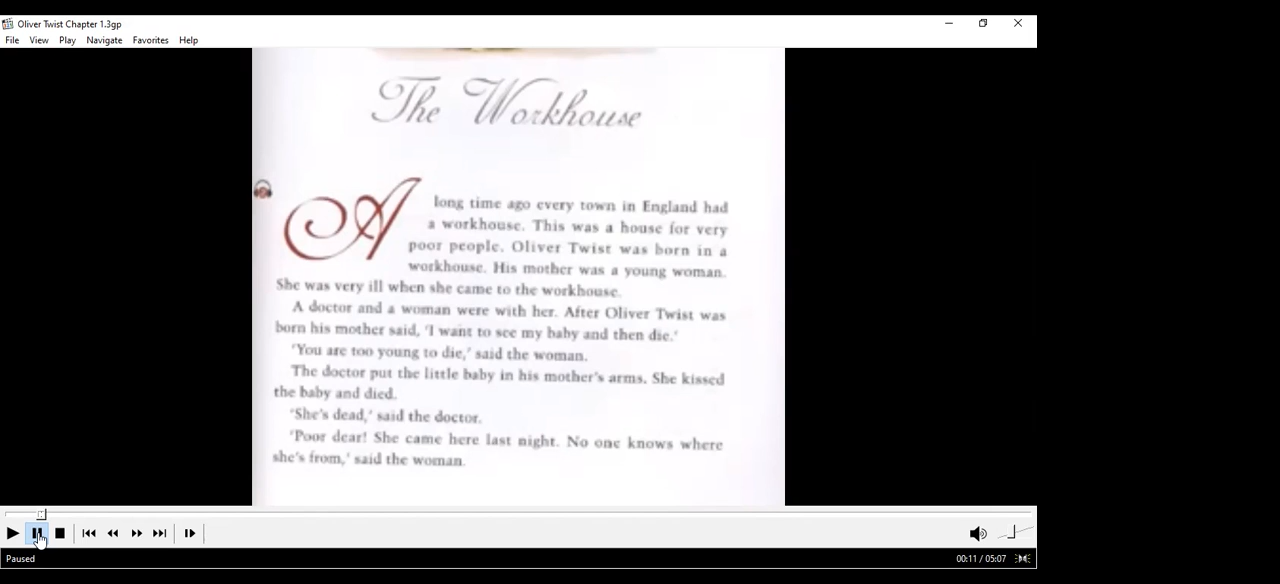 Oliver Twist Chapter 1.3gp
File View Play Navigate Favorites Help
The Workhouse
A long time ago every town in England had
a workhouse. This was a house for very
poor people. Oliver Twist was born in a
workhouse. His mother was a young woman.
She was very ill when she came to the workhouse.
A doctor and a woman were with her. After Oliver Twist was
born his mother said, 'I want to see my baby and then die.'
'You are too young to die,' said the woman.
The doctor put the little baby in his mother's arms. She kissed
the baby and died.
'She's dead,' said the doctor.
'Poor dear! She came here last night. No one knows where
she's from,' said the woman.
Paused 00:11 / 05:07